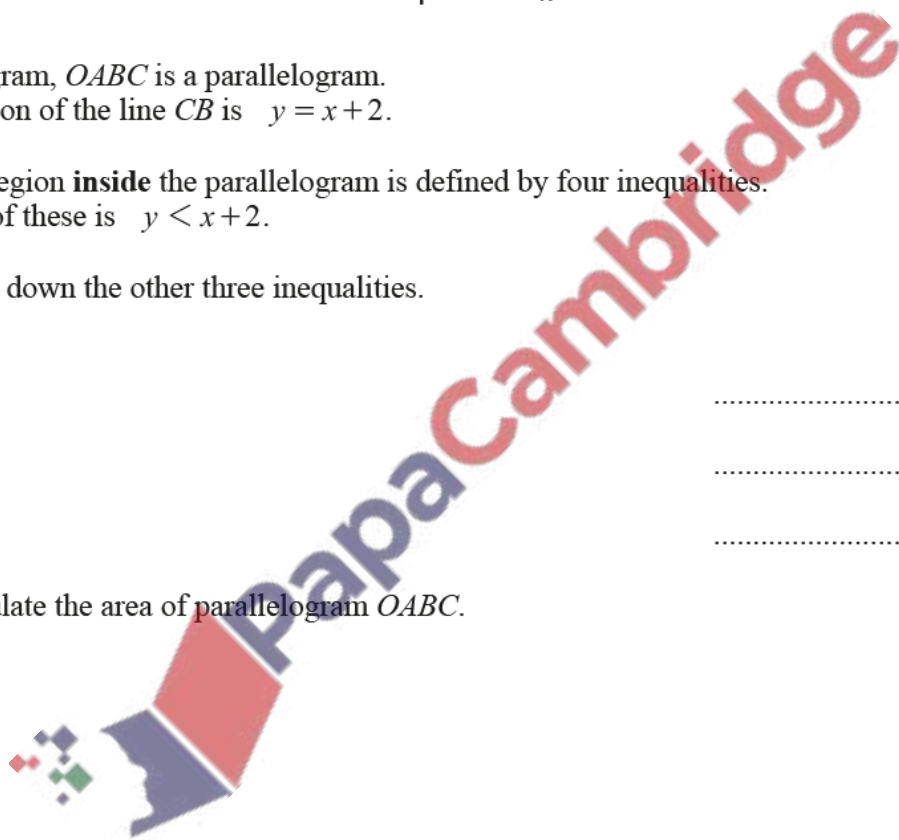 ram, OABC is a parallelogram.
on of the line CB is y = x + 2.
egion inside the parallelogram is defined by four inequalities.
of these is y < x + 2.
down the other three inequalities.
.......................
.......................
.......................
late the area of parallelogram OABC.
PapaCambridge